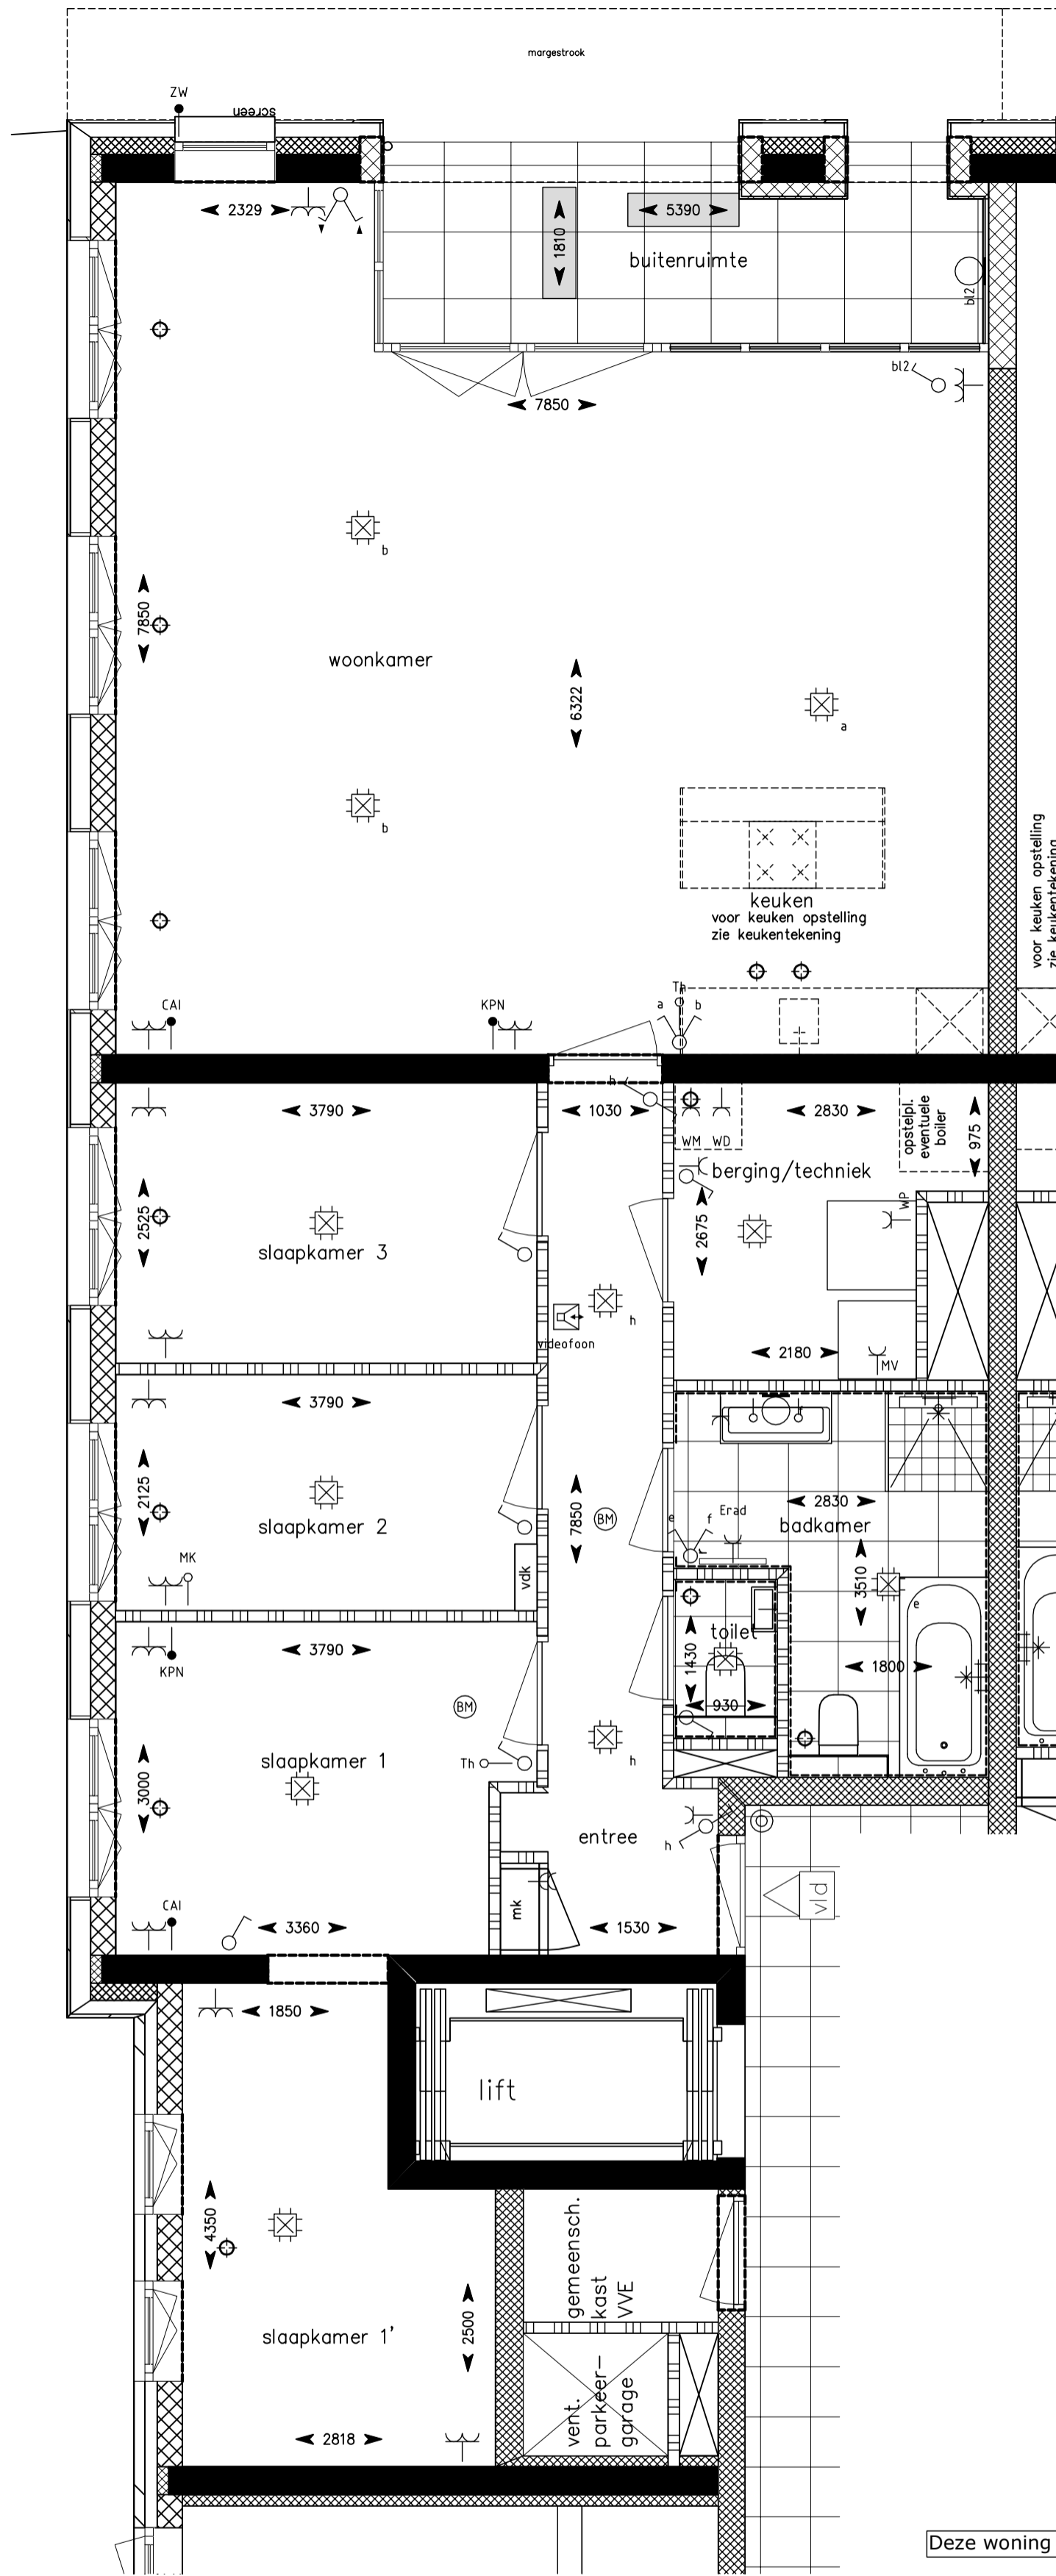 margestrook
ZW
screen
2329
1810
5390
buitenruimte
bl2
bl2
7850
b
7850
woonkamer
6322
a
b
keuken
voor keuken opstelling
zie keukentekening
voor keuken opstelling
zie keukentekening
CAI
KPN
Th
a
b
h
3790
1030
2830
WM
WD
opstelpl.
eventuele
boiler
975
berging/techniek
2525
slaapkamer 3
2675
WP
h
videofoon
2180
MV
3790
2125
slaapkamer 2
7850
BM
e
f
Erad
r
2830
badkamer
3510
MK
vdk
e
toilet
1430
3790
KPN
1800
930
BM
slaapkamer 1
Th
h
3000
entree
h
CAI
mk
vld
3360
1530
1850
lift
4350
gemeensch.
kast
VVE
slaapkamer 1'
2500
vent.
parkeer-
garage
2818
Deze woning